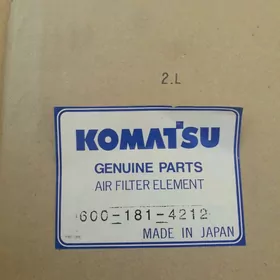 2.L
KOMATSU
GENUINE PARTS
AIR FILTER ELEMENT
600-181-4212
MADE IN JAPAN